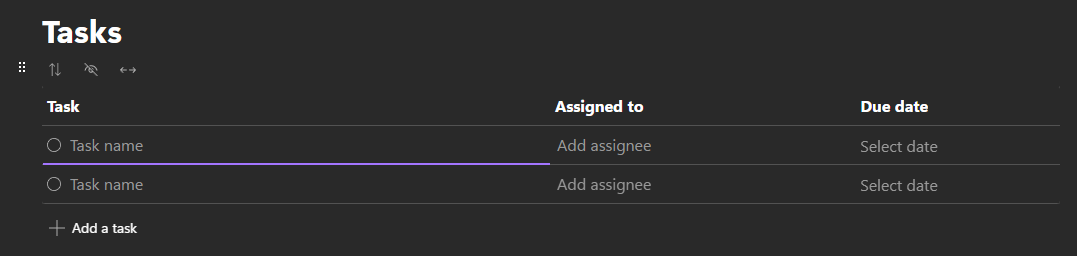 Tasks
Task Assigned to Due date
Task name Add assignee Select date
Task name Add assignee Select date
Add a task